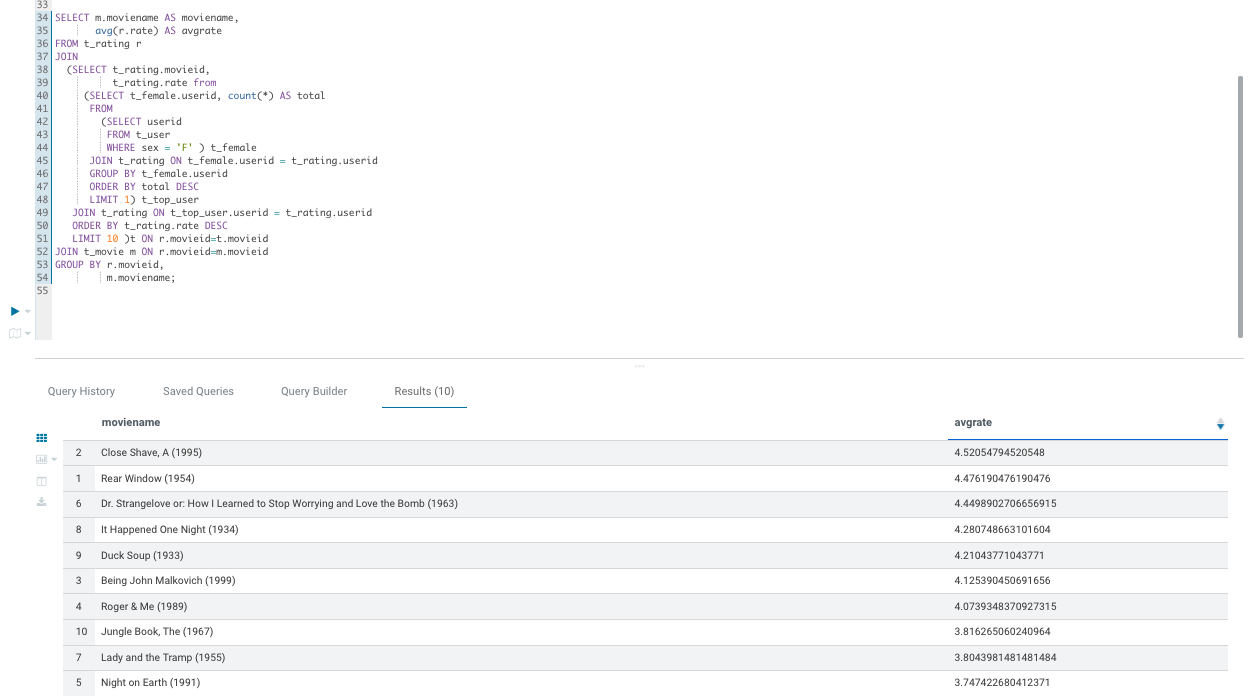 33
34 SELECT m.moviename AS moviename,
35 avg(r.rate) AS avgrate
36 FROM t_rating r
37 JOIN
38 (SELECT t_rating.movieid,
39 t_rating.rate from
40 (SELECT t_female.userid, count(*) AS total
41 FROM
42 (SELECT userid
43 FROM t_user
44 WHERE sex = 'F' ) t_female
45 JOIN t_rating ON t_female.userid = t_rating.userid
46 GROUP BY t_female.userid
47 ORDER BY total DESC
48 LIMIT 1) t_top_user
49 JOIN t_rating ON t_top_user.userid = t_rating.userid
50 ORDER BY t_rating.rate DESC
51 LIMIT 10 )t ON r.movieid=t.movieid
52 JOIN t_movie m ON r.movieid=m.movieid
53 GROUP BY r.movieid,
54 m.moviename;
55
Query History Saved Queries Query Builder Results (10)
moviename avgrate
2 Close Shave, A (1995) 4.52054794520548
1 Rear Window (1954) 4.476190476190476
6 Dr. Strangelove or: How I Learned to Stop Worrying and Love the Bomb (1963) 4.4498902706656915
8 It Happened One Night (1934) 4.280748663101604
9 Duck Soup (1933) 4.21043771043771
3 Being John Malkovich (1999) 4.125390450691656
4 Roger & Me (1989) 4.0739348370927315
10 Jungle Book, The (1967) 3.816265060240964
7 Lady and the Tramp (1955) 3.8043981481481484
5 Night on Earth (1991) 3.747422680412371